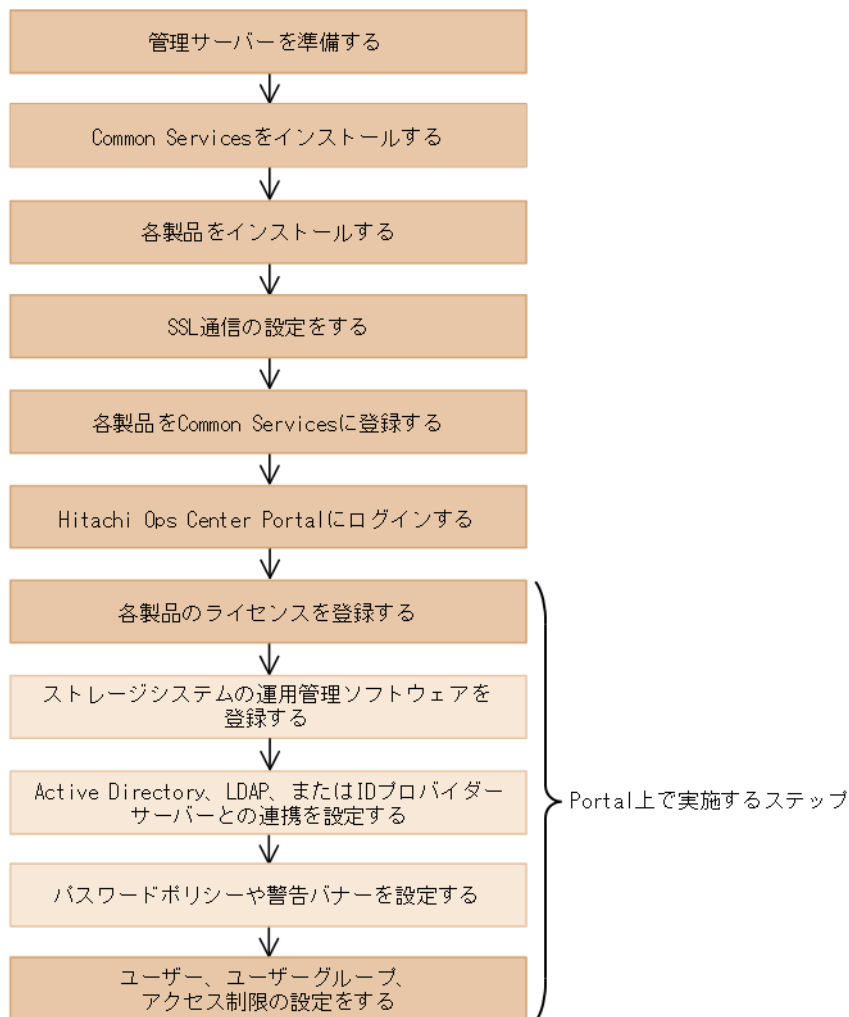 管理サーバーを準備する
Common Servicesをインストールする
各製品をインストールする
SSL通信の設定をする
各製品をCommon Servicesに登録する
Hitachi Ops Center Portalにログインする
各製品のライセンスを登録する
ストレージシステムの運用管理ソフトウェアを
登録する
Active Directory、LDAP、またはIDプロバイダー
サーバーとの連携を設定する
パスワードポリシーや警告バナーを設定する
ユーザー、ユーザーグループ、
アクセス制限の設定をする
Portal上で実施するステップ